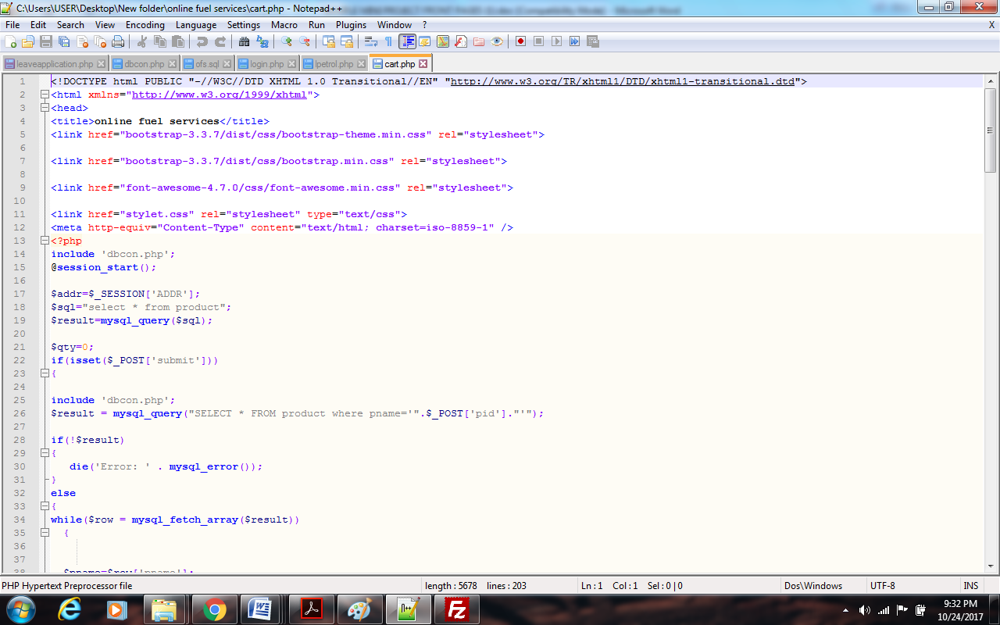 C:\Users\USER\Desktop\New folder\online fuel services\cart.php - Notepad++
File Edit Search View Encoding Language Settings Macro Run Plugins Window ? X
leaveapplication.php dbcon.php ofs.sql login.php lpetrol.php cart.php
1 <!DOCTYPE html PUBLIC "-//W3C//DTD XHTML 1.0 Transitional//EN" "http://www.w3.org/TR/xhtml1/DTD/xhtml1-transitional.dtd">
2 <html xmlns="http://www.w3.org/1999/xhtml">
3 <head>
4 <title>online fuel services</title>
5 <link href="bootstrap-3.3.7/dist/css/bootstrap-theme.min.css" rel="stylesheet">
6
7 <link href="bootstrap-3.3.7/dist/css/bootstrap.min.css" rel="stylesheet">
8
9 <link href="font-awesome-4.7.0/css/font-awesome.min.css" rel="stylesheet">
10
11 <link href="stylet.css" rel="stylesheet" type="text/css">
12 <meta http-equiv="Content-Type" content="text/html; charset=iso-8859-1" />
13 <?php
14 include 'dbcon.php';
15 @session_start();
16
17 $addr=$_SESSION['ADDR'];
18 $sql="select * from product";
19 $result=mysql_query($sql);
20
21 $qty=0;
22 if(isset($_POST['submit']))
23 {
24
25 include 'dbcon.php';
26 $result = mysql_query("SELECT * FROM product where pname='".$_POST['pid']."'");
27
28 if(!$result)
29 {
30 die('Error: ' . mysql_error());
31 }
32 else
33 {
34 while($row = mysql_fetch_array($result))
35 {
36
37
38 $pname=$row['pname'];
PHP Hypertext Preprocessor file length : 5678 lines : 203 Ln : 1 Col : 1 Sel : 0 | 0 Dos\Windows UTF-8 INS
9:32 PM
10/24/2017